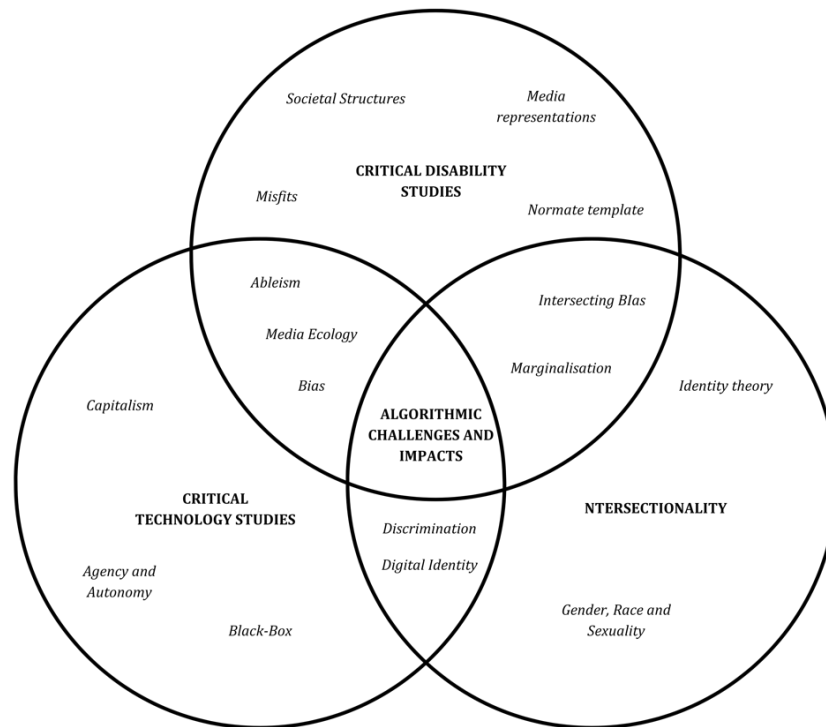 Societal Structures
Media
representations
CRITICAL DISABILITY
STUDIES
Misfits
Normate template
Ableism
Intersecting BIas
Media Ecology
Marginalisation
Bias
Identity theory
Capitalism
ALGORITHMIC
CHALLENGES AND
IMPACTS
CRITICAL
TECHNOLOGY STUDIES
NTERSECTIONALITY
Discrimination
Digital Identity
Agency and
Autonomy
Gender, Race and
Sexuality
Black-Box